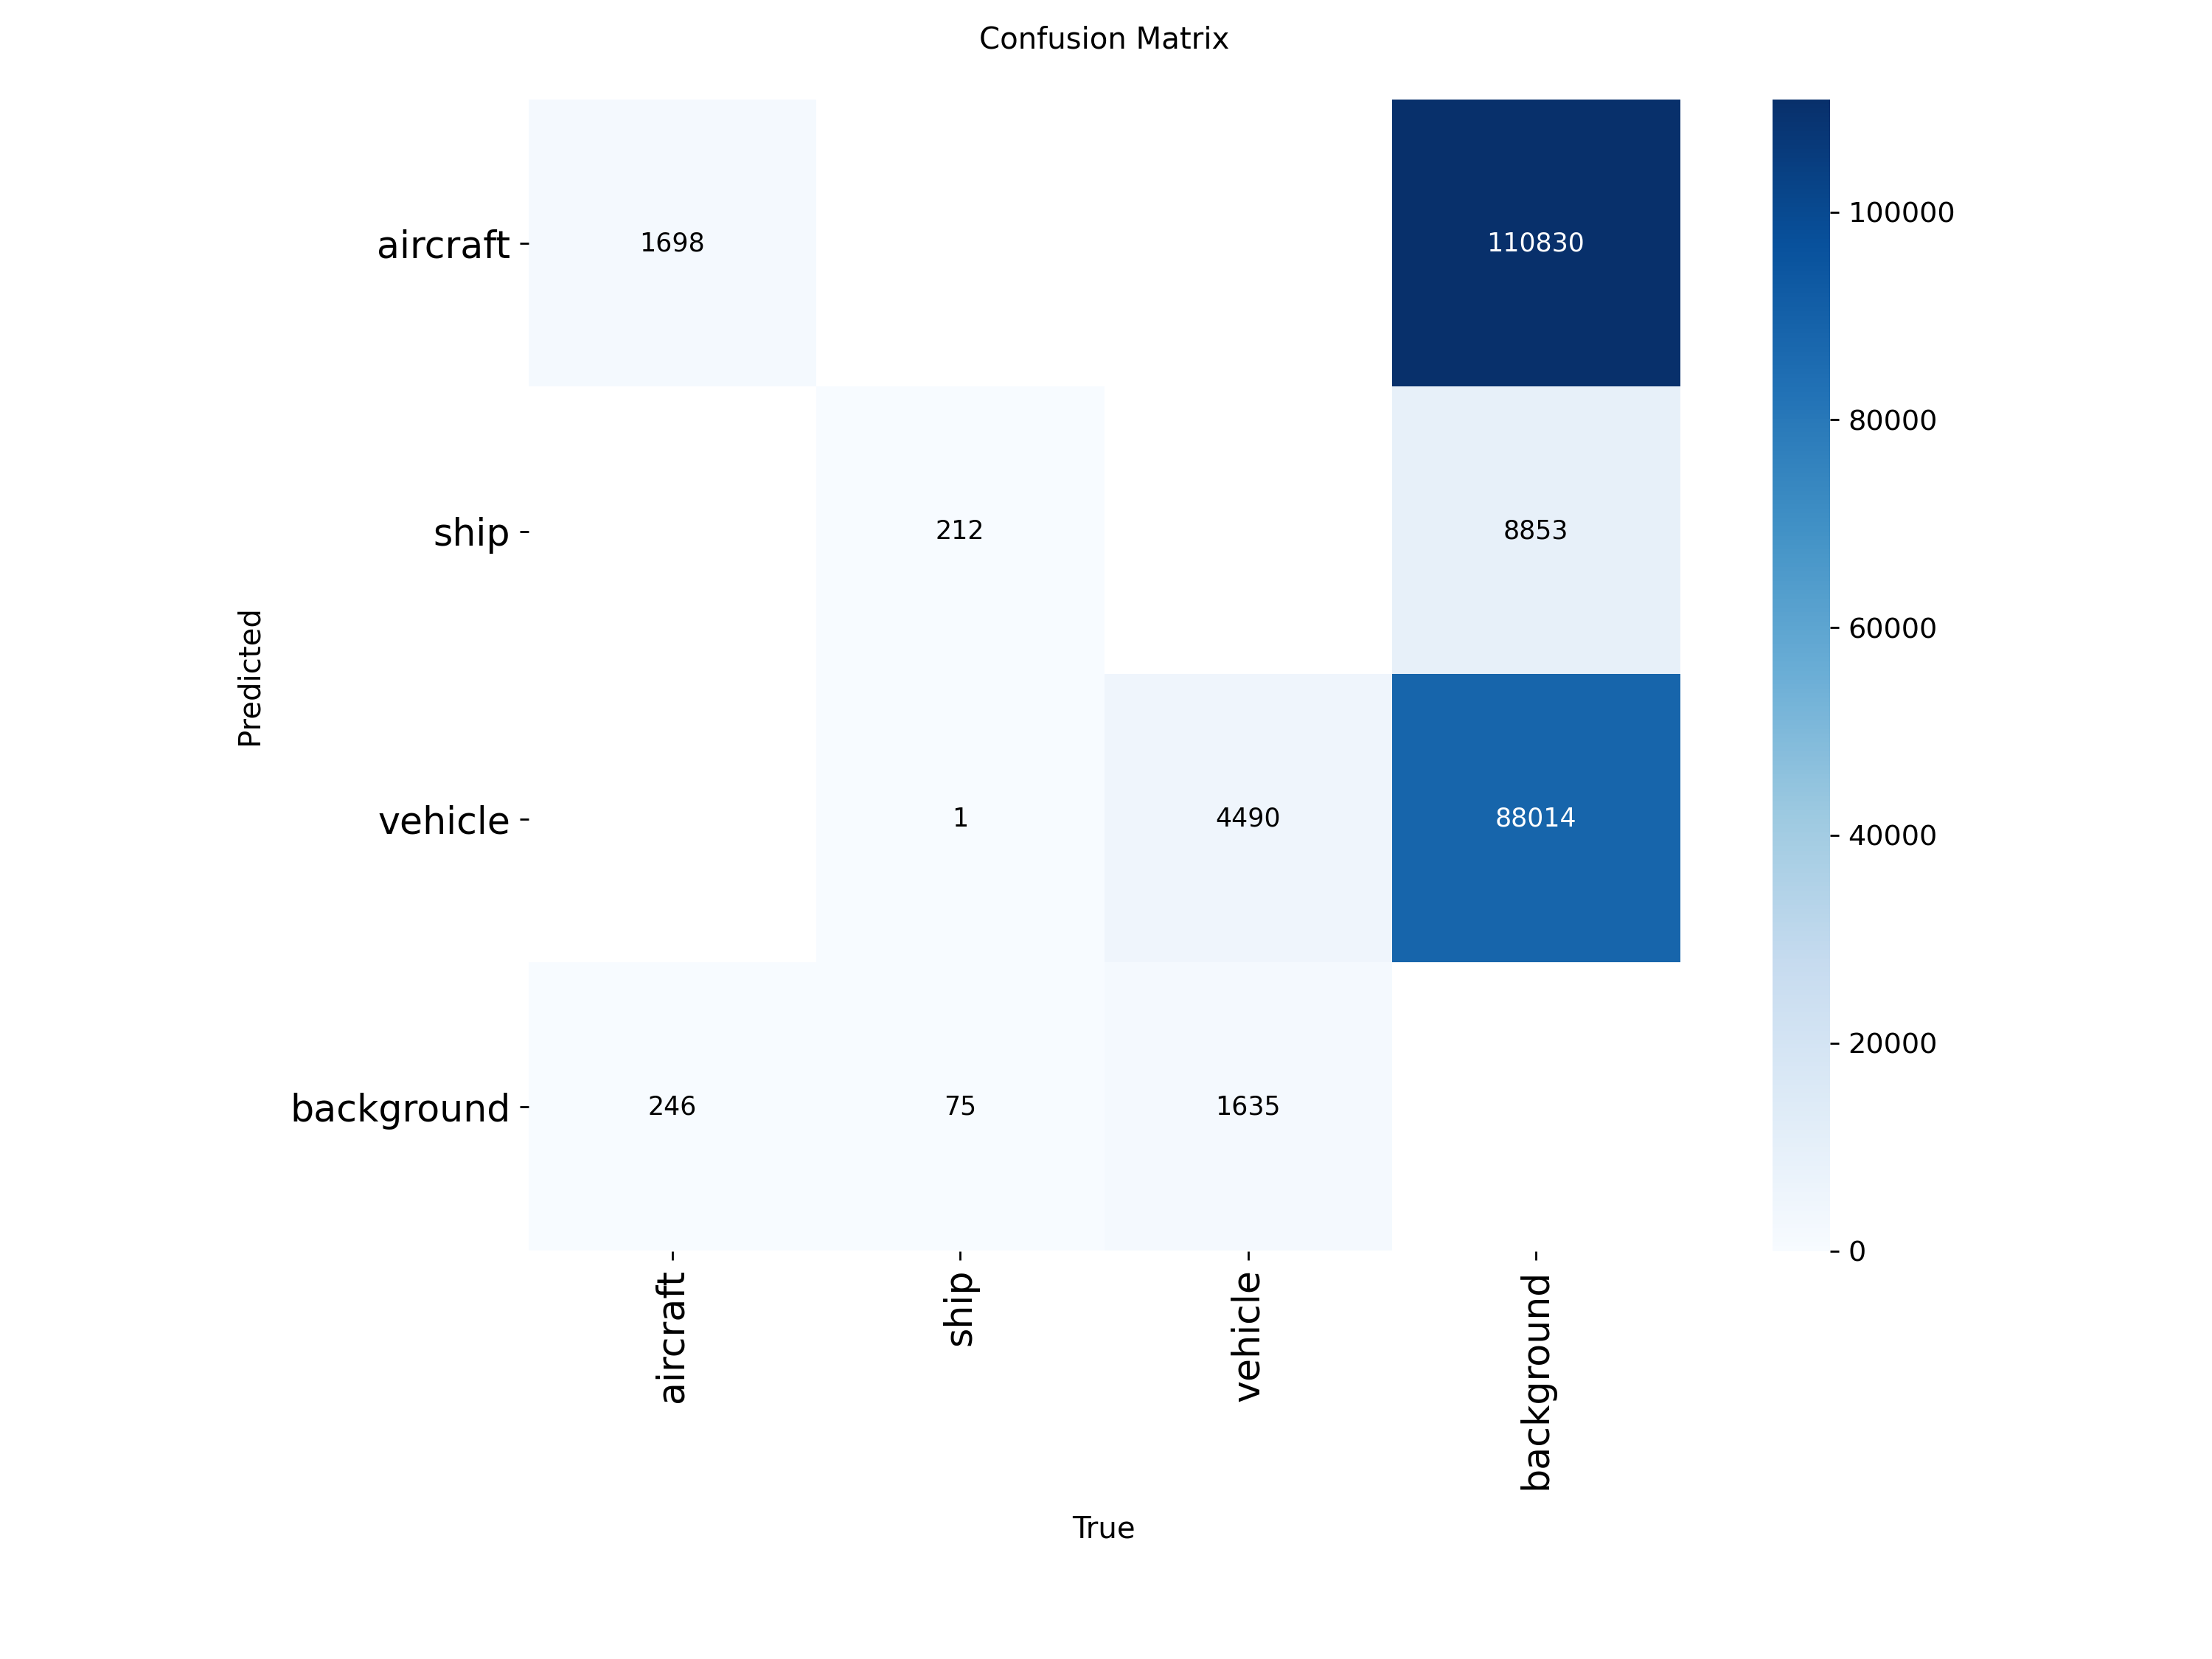 Confusion Matrix
aircraft
1698
110830
100000
80000
ship
212
8853
60000
Predicted
vehicle
1
4490
88014
40000
20000
background
246
75
1635
0
aircraft
ship
vehicle
background
True